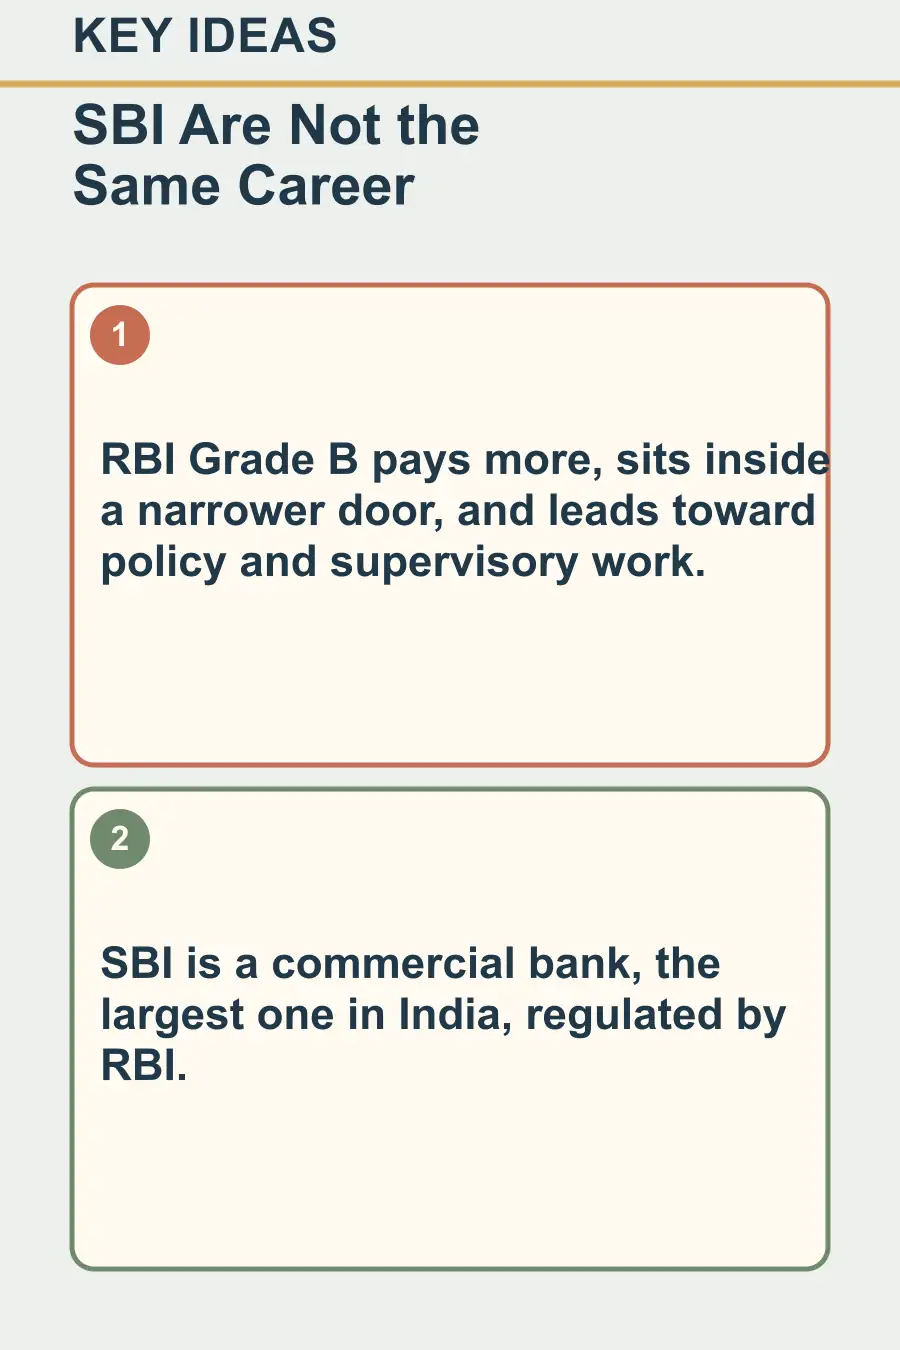 KEY IDEAS
SBI Are Not the
Same Career
1
RBI Grade B pays more, sits inside
a narrower door, and leads toward
policy and supervisory work.
2
SBI is a commercial bank, the
largest one in India, regulated by
RBI.